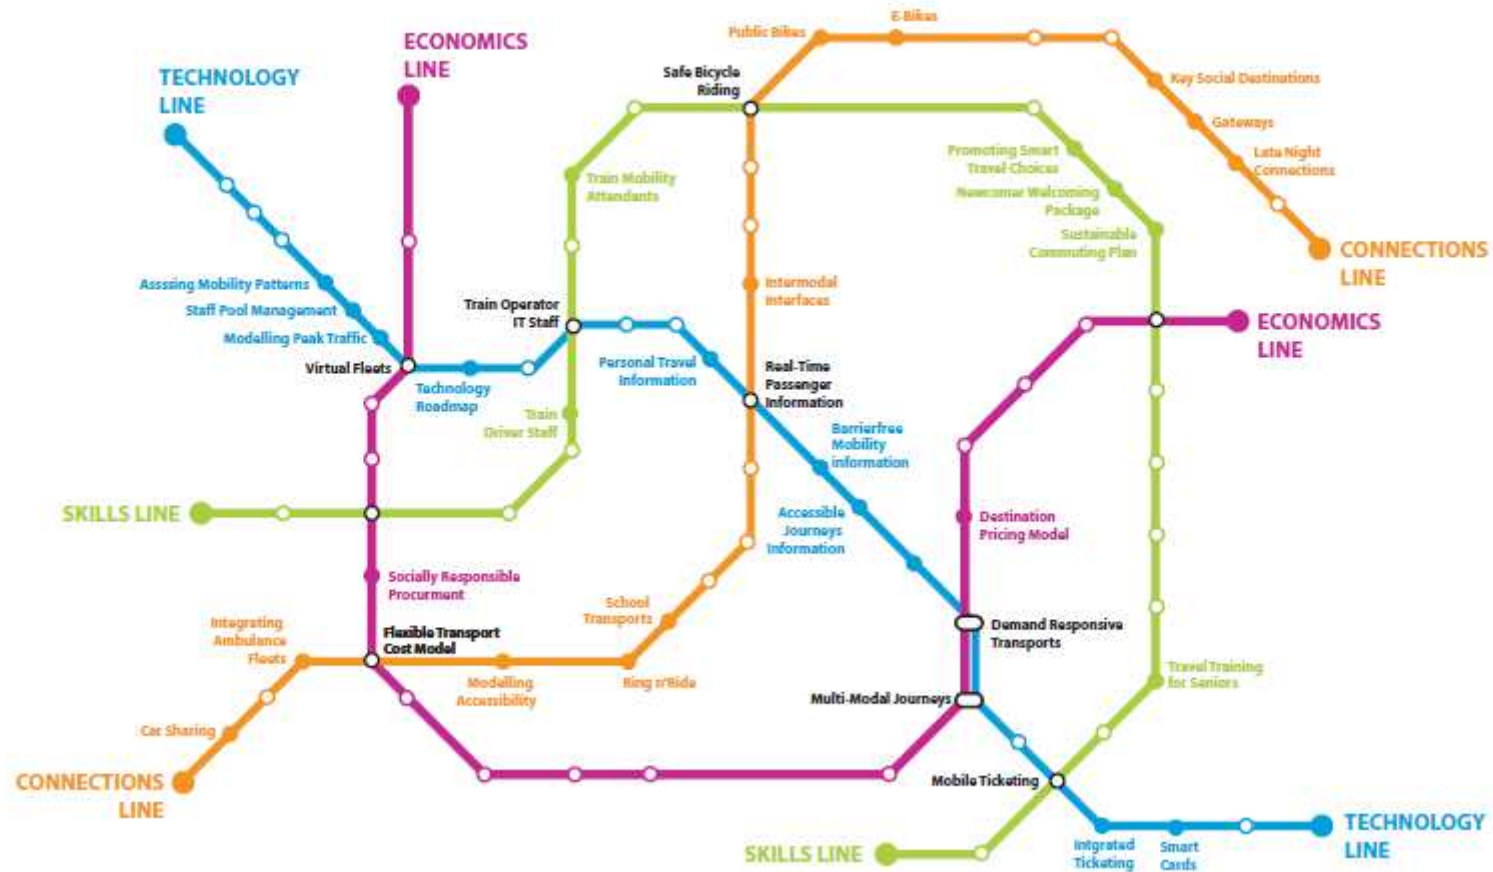 E-Bikes
Public Bikes
ECONOMICS
LINE
TECHNOLOGY
LINE
Safe Bicycle
Riding
Key Social Destinations
Gateways
Late Night
Connections
Promoting Smart
Travel Choices
Newcomer Welcoming
Package
Sustainable
Commuting Plan
Train Mobility
Attendants
CONNECTIONS
LINE
Asssing Mobility Patterns
Staff Pool Management
Modelling Peak Traffic
Virtual Fleets
Train Operator
IT Staff
Intermodal
Interfaces
ECONOMICS
LINE
Technology
Roadmap
Personal Travel
Information
Real-Time
Passenger
Information
Train
Driver Staff
Barrierfree
Mobility
information
SKILLS LINE
Accessible
Journeys
Information
Destination
Pricing Model
Socially Responsible
Procurment
Integrating
Ambulance
Fleets
Flexible Transport
Cost Model
School
Transports
Demand Responsive
Transports
Modelling
Accessibility
Ring n'Ride
Travel Training
for Seniors
Multi-Modal Journeys
Car Sharing
CONNECTIONS
LINE
Mobile Ticketing
SKILLS LINE
Intgrated
Ticketing
Smart
Cards
TECHNOLOGY
LINE